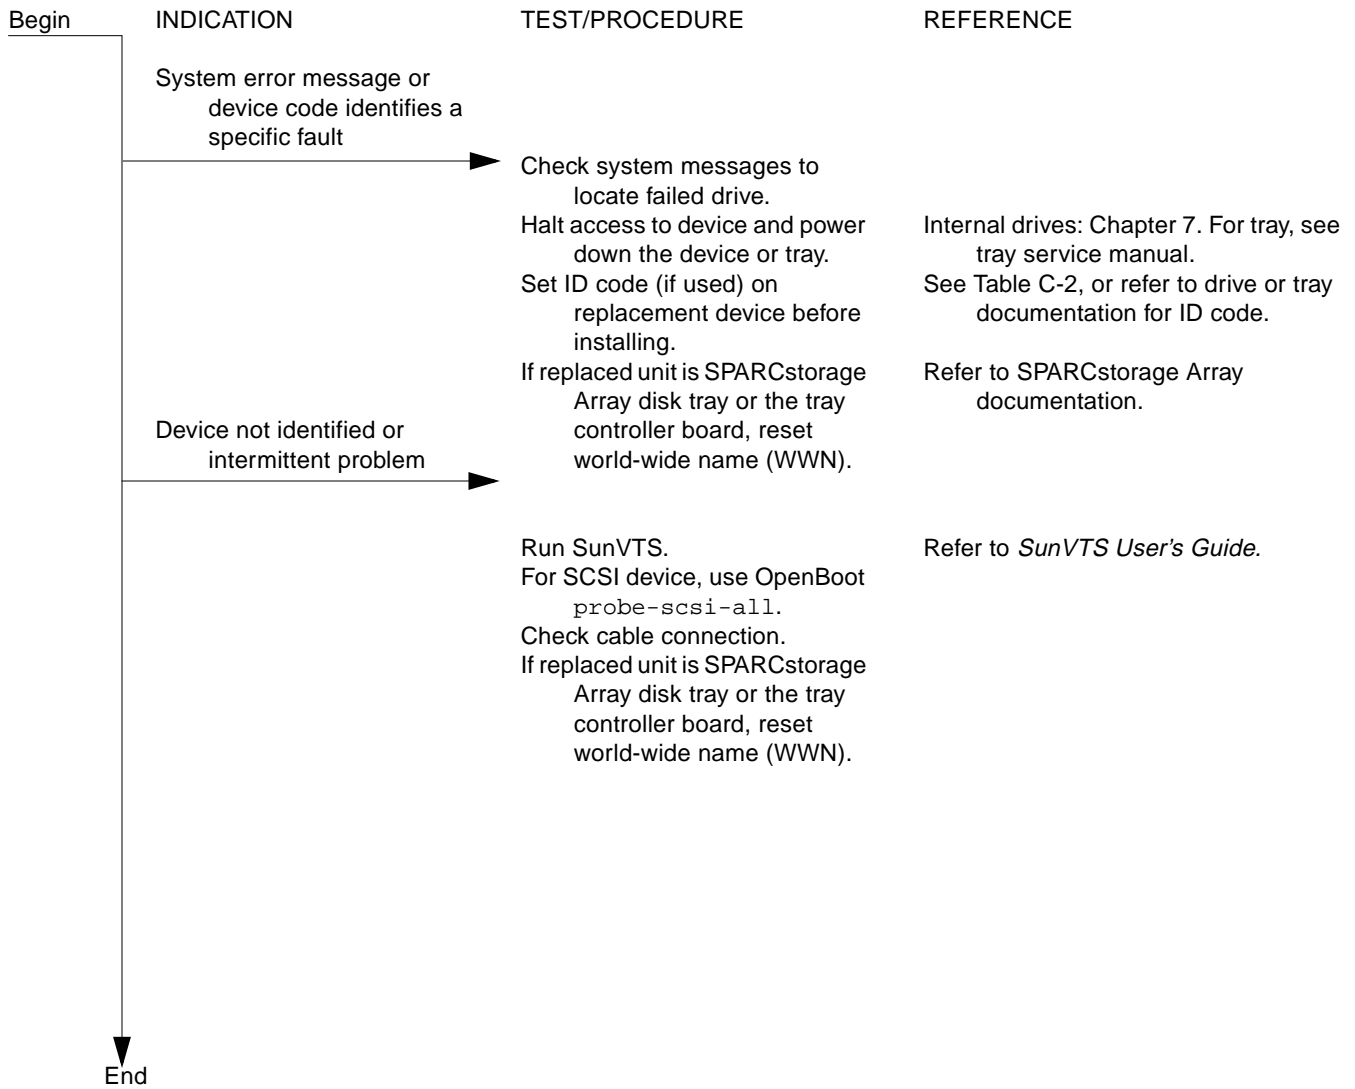 Begin INDICATION TEST/PROCEDURE REFERENCE
System error message or
device code identifies a
specific fault
Check system messages to
locate failed drive.
Halt access to device and power
down the device or tray.
Internal drives: Chapter 7. For tray, see
tray service manual.
Set ID code (if used) on
replacement device before
installing.
See Table C-2, or refer to drive or tray
documentation for ID code.
If replaced unit is SPARCstorage
Array disk tray or the tray
controller board, reset
world-wide name (WWN).
Refer to SPARCstorage Array
documentation.
Device not identified or
intermittent problem
Run SunVTS.
Refer to SunVTS User's Guide.
For SCSI device, use OpenBoot
probe-scsi-all.
Check cable connection.
If replaced unit is SPARCstorage
Array disk tray or the tray
controller board, reset
world-wide name (WWN).
End